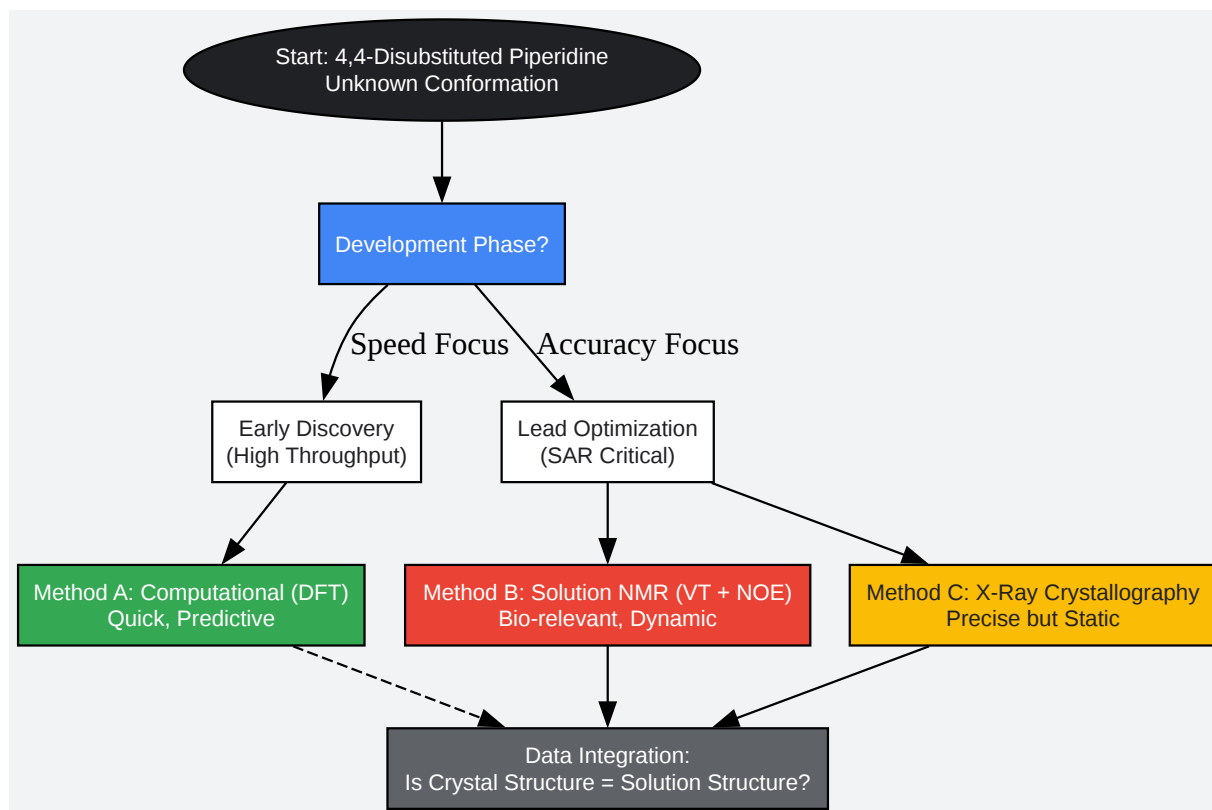 Start: 4,4-Disubstituted Piperidine
Unknown Conformation
Development Phase?
Speed Focus
Accuracy Focus
Early Discovery
(High Throughput)
Lead Optimization
(SAR Critical)
Method A: Computational (DFT)
Quick, Predictive
Method B: Solution NMR (VT + NOE)
Bio-relevant, Dynamic
Method C: X-Ray Crystallography
Precise but Static
Data Integration:
Is Crystal Structure = Solution Structure?